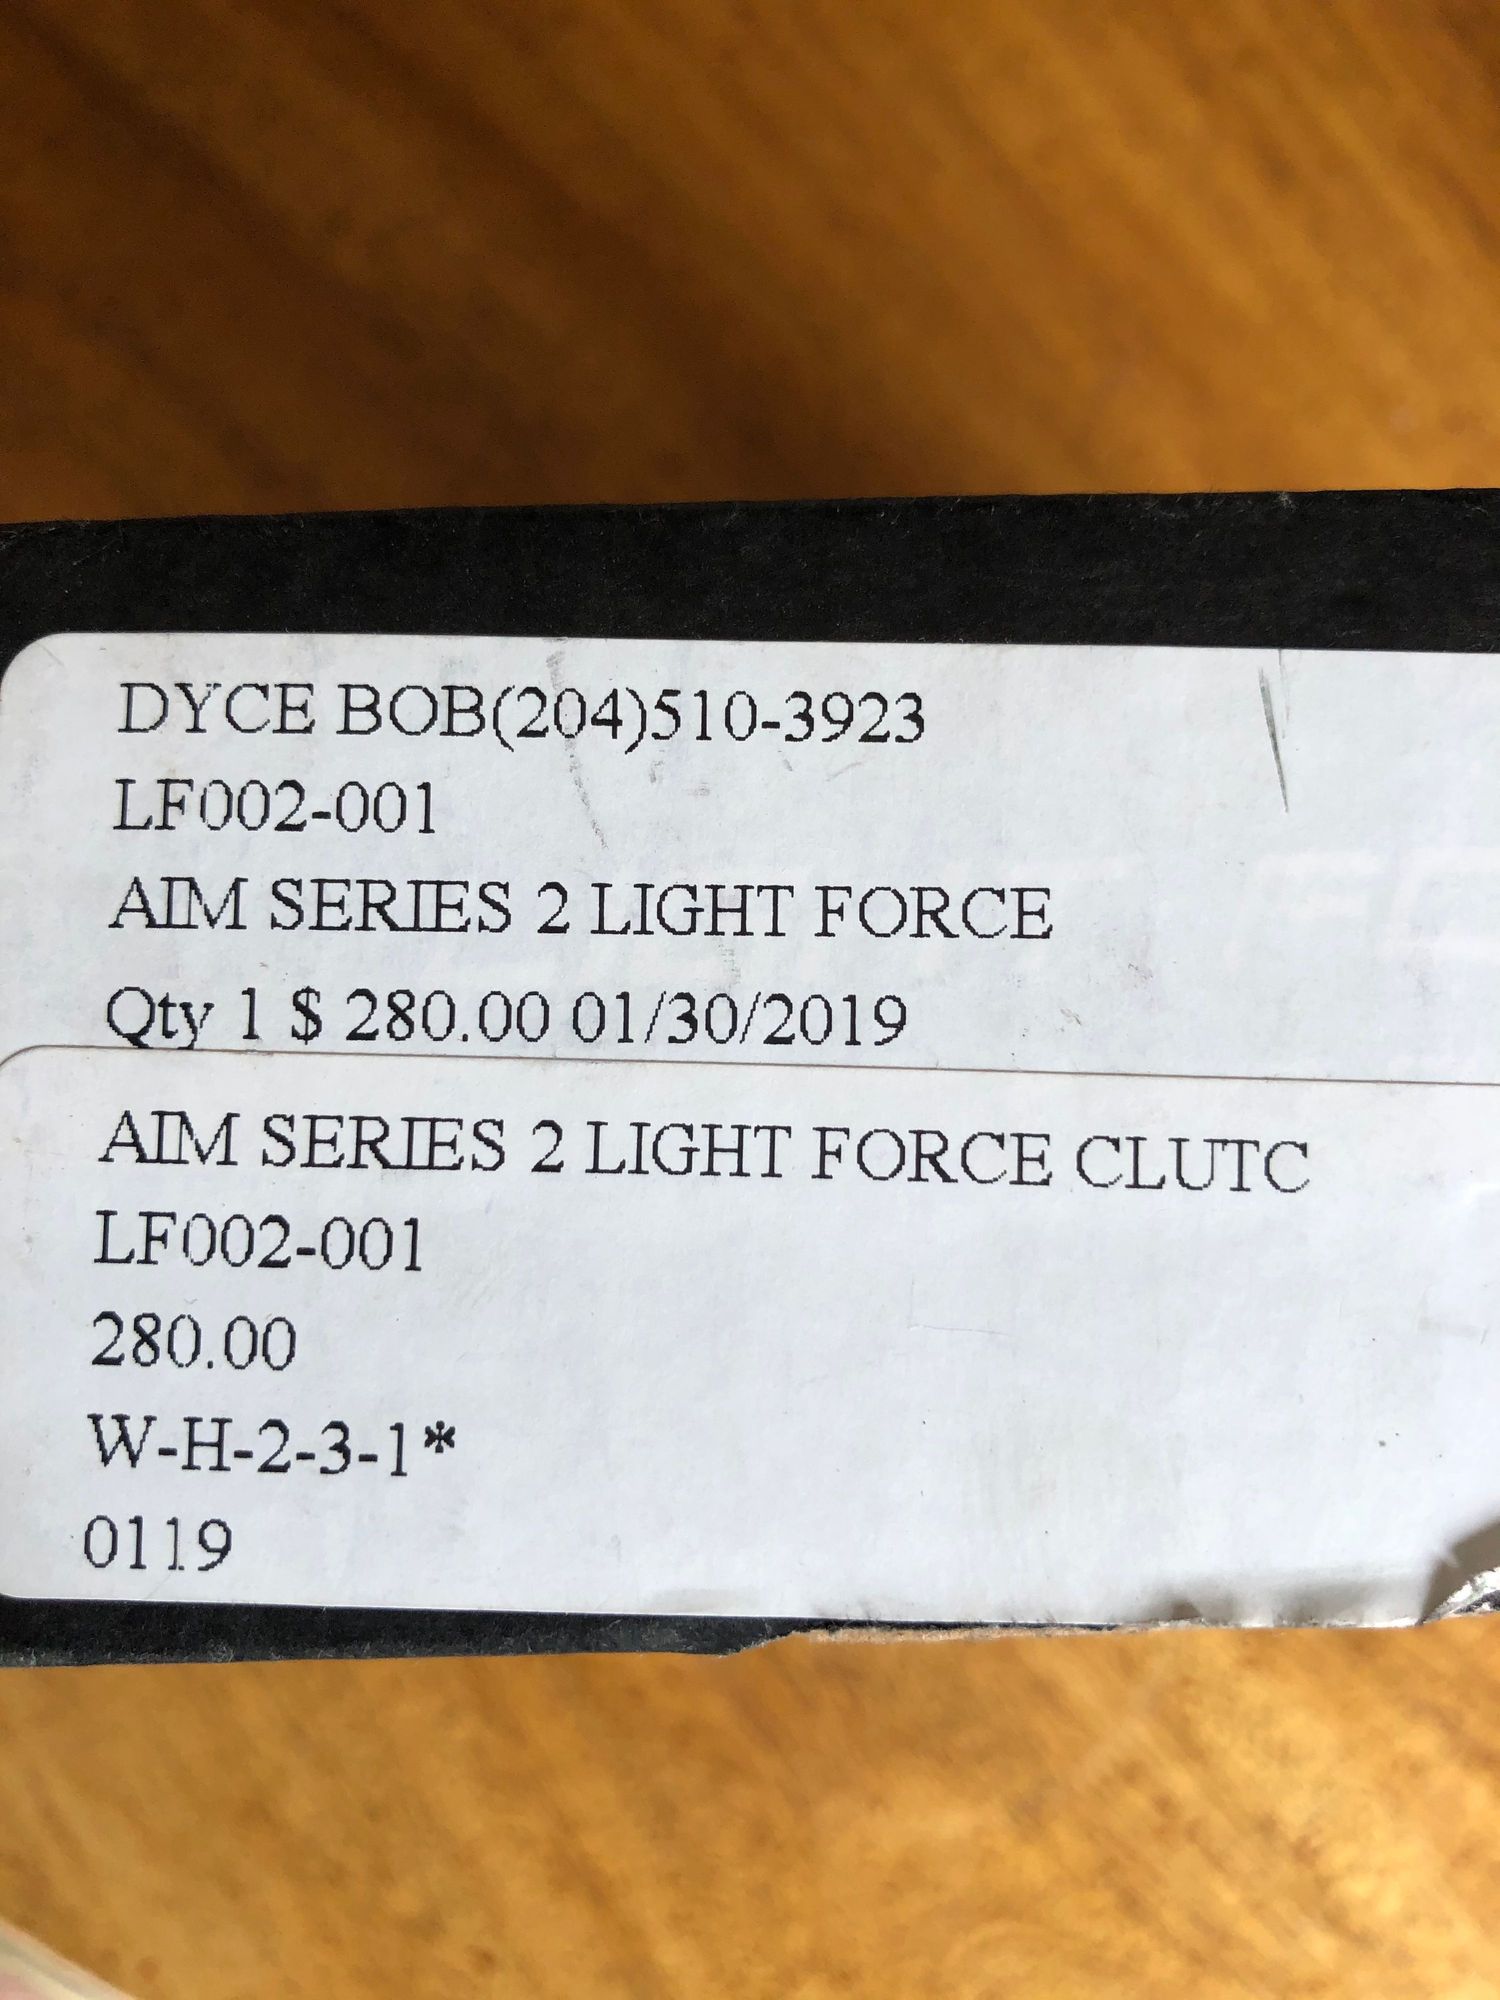 DYCE BOB(204)510-3923
LF002-001
AIM SERIES 2 LIGHT FORCE
Qty 1 $ 280.00 01/30/2019
AIM SERIES 2 LIGHT FORCE CLUTC
LF002-001
280.00
W-H-2-3-1*
0119